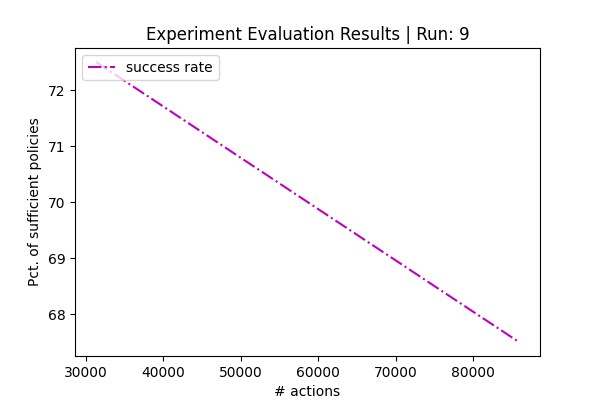 Experiment Evaluation Results | Run: 9
success rate
Pct. of sufficient policies
72
71
70
69
68
30000 40000 50000 60000 70000 80000
# actions